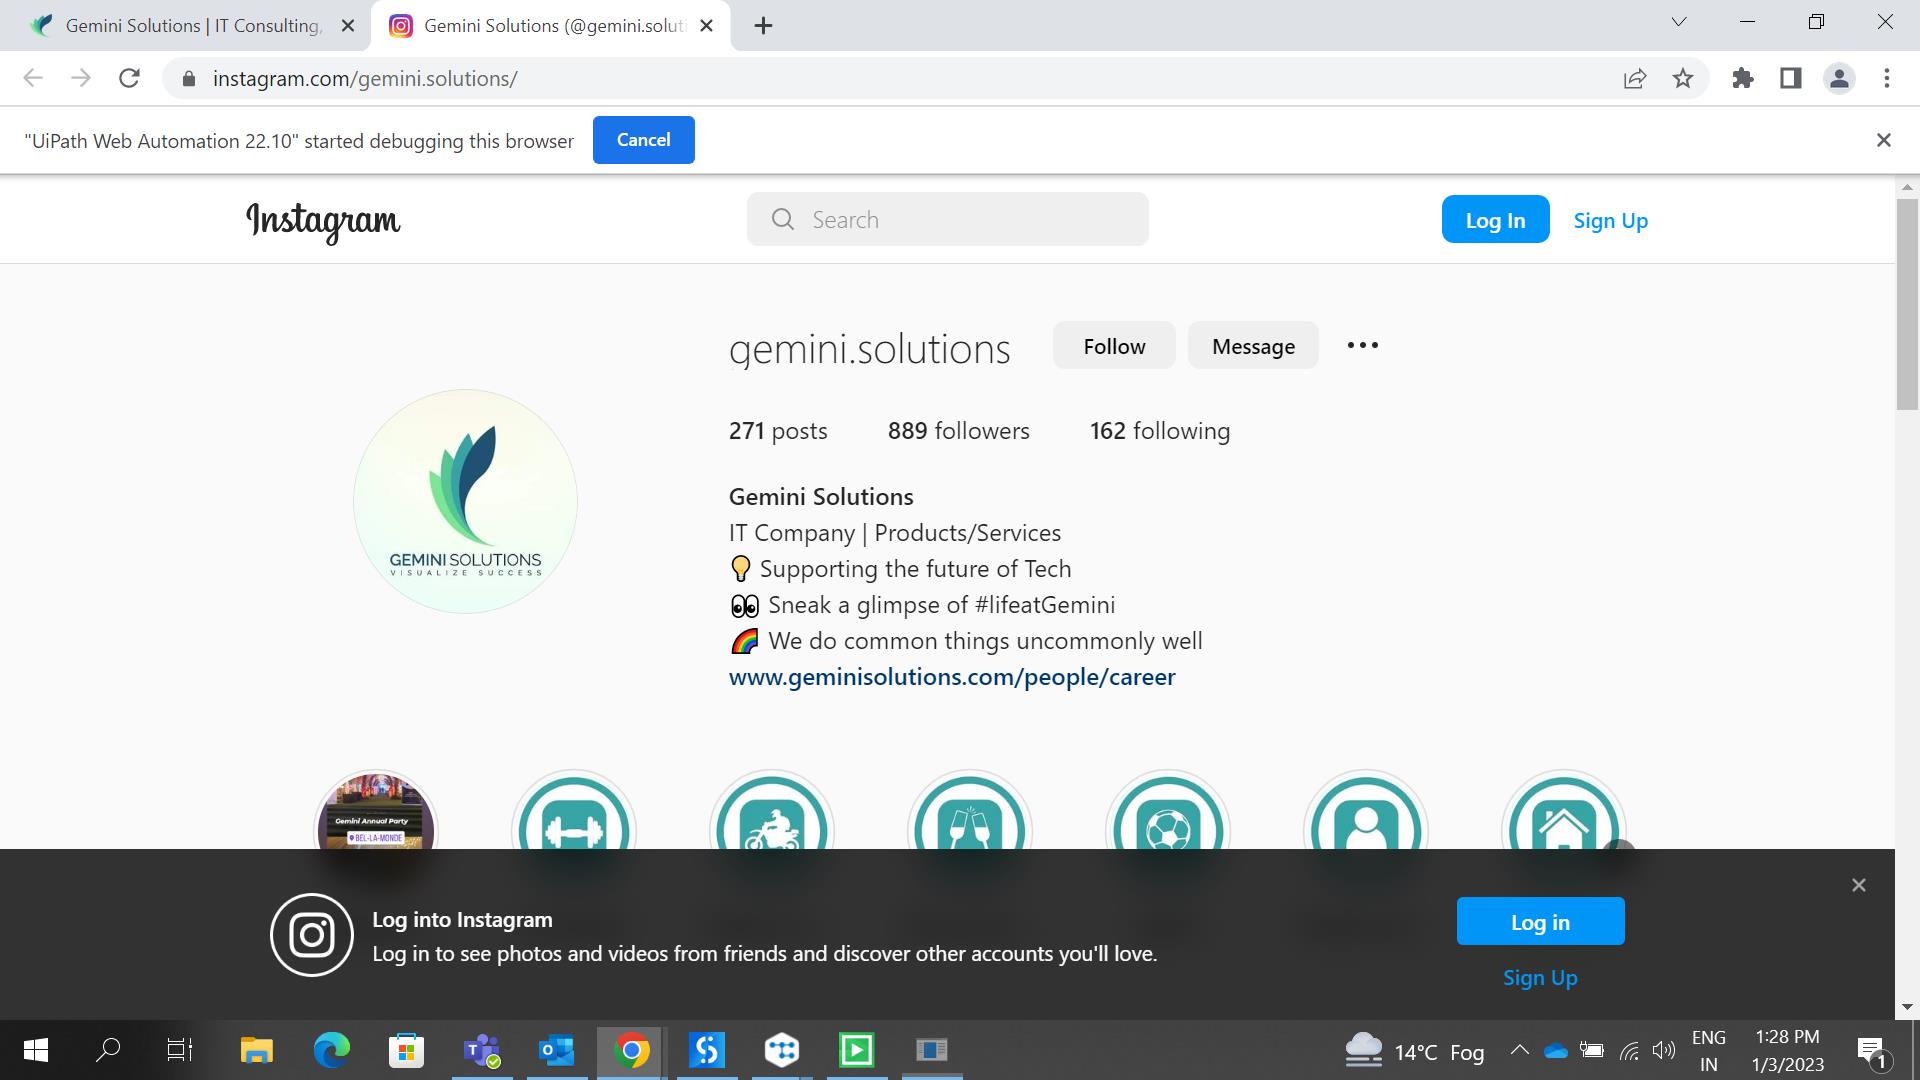 Gemini Solutions | IT Consulting,
Gemini Solutions (@gemini.soluti
instagram.com/gemini.solutions/
"UiPath Web Automation 22.10" started debugging this browser
Cancel
Instagram
Search
Log In
Sign Up
gemini.solutions
Follow
Message
271 posts
889 followers
162 following
GEMINI SOLUTIONS
VISUALIZE SUCCESS
Gemini Solutions
IT Company | Products/Services
💡 Supporting the future of Tech
👀 Sneak a glimpse of #lifeatGemini
🌈 We do common things uncommonly well
www.geminisolutions.com/people/career
Gemini Annual Party
BEL-LA-MONDE
Log into Instagram
Log in to see photos and videos from friends and discover other accounts you'll love.
Log in
Sign Up
14°C Fog
ENG
IN
1:28 PM
1/3/2023
1